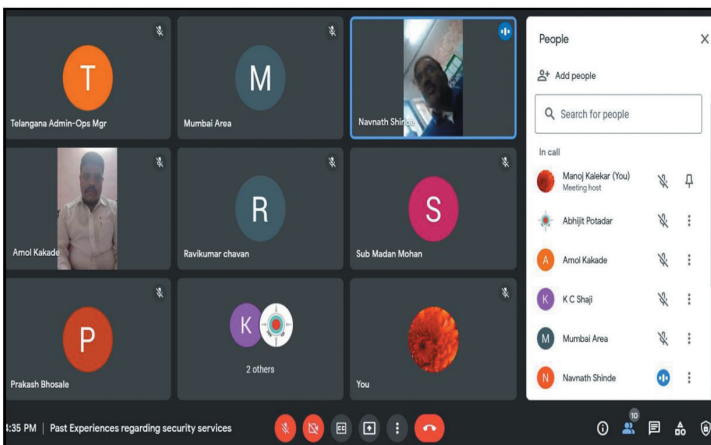 T
Telangana Admin-Ops Mgr
M
Mumbai Area
Navnath Shinde
Amol Kakade
R
Ravikumar chavan
S
Sub Madan Mohan
P
Prakash Bhosale
K
2 others
You
People
Add people
Search for people
In call
Manoj Kalekar (You)
Meeting host
Abhijit Potadar
A Amol Kakade
K K C Shaji
M Mumbai Area
N Navnath Shinde
4:35 PM | Past Experiences regarding security services
CC
10